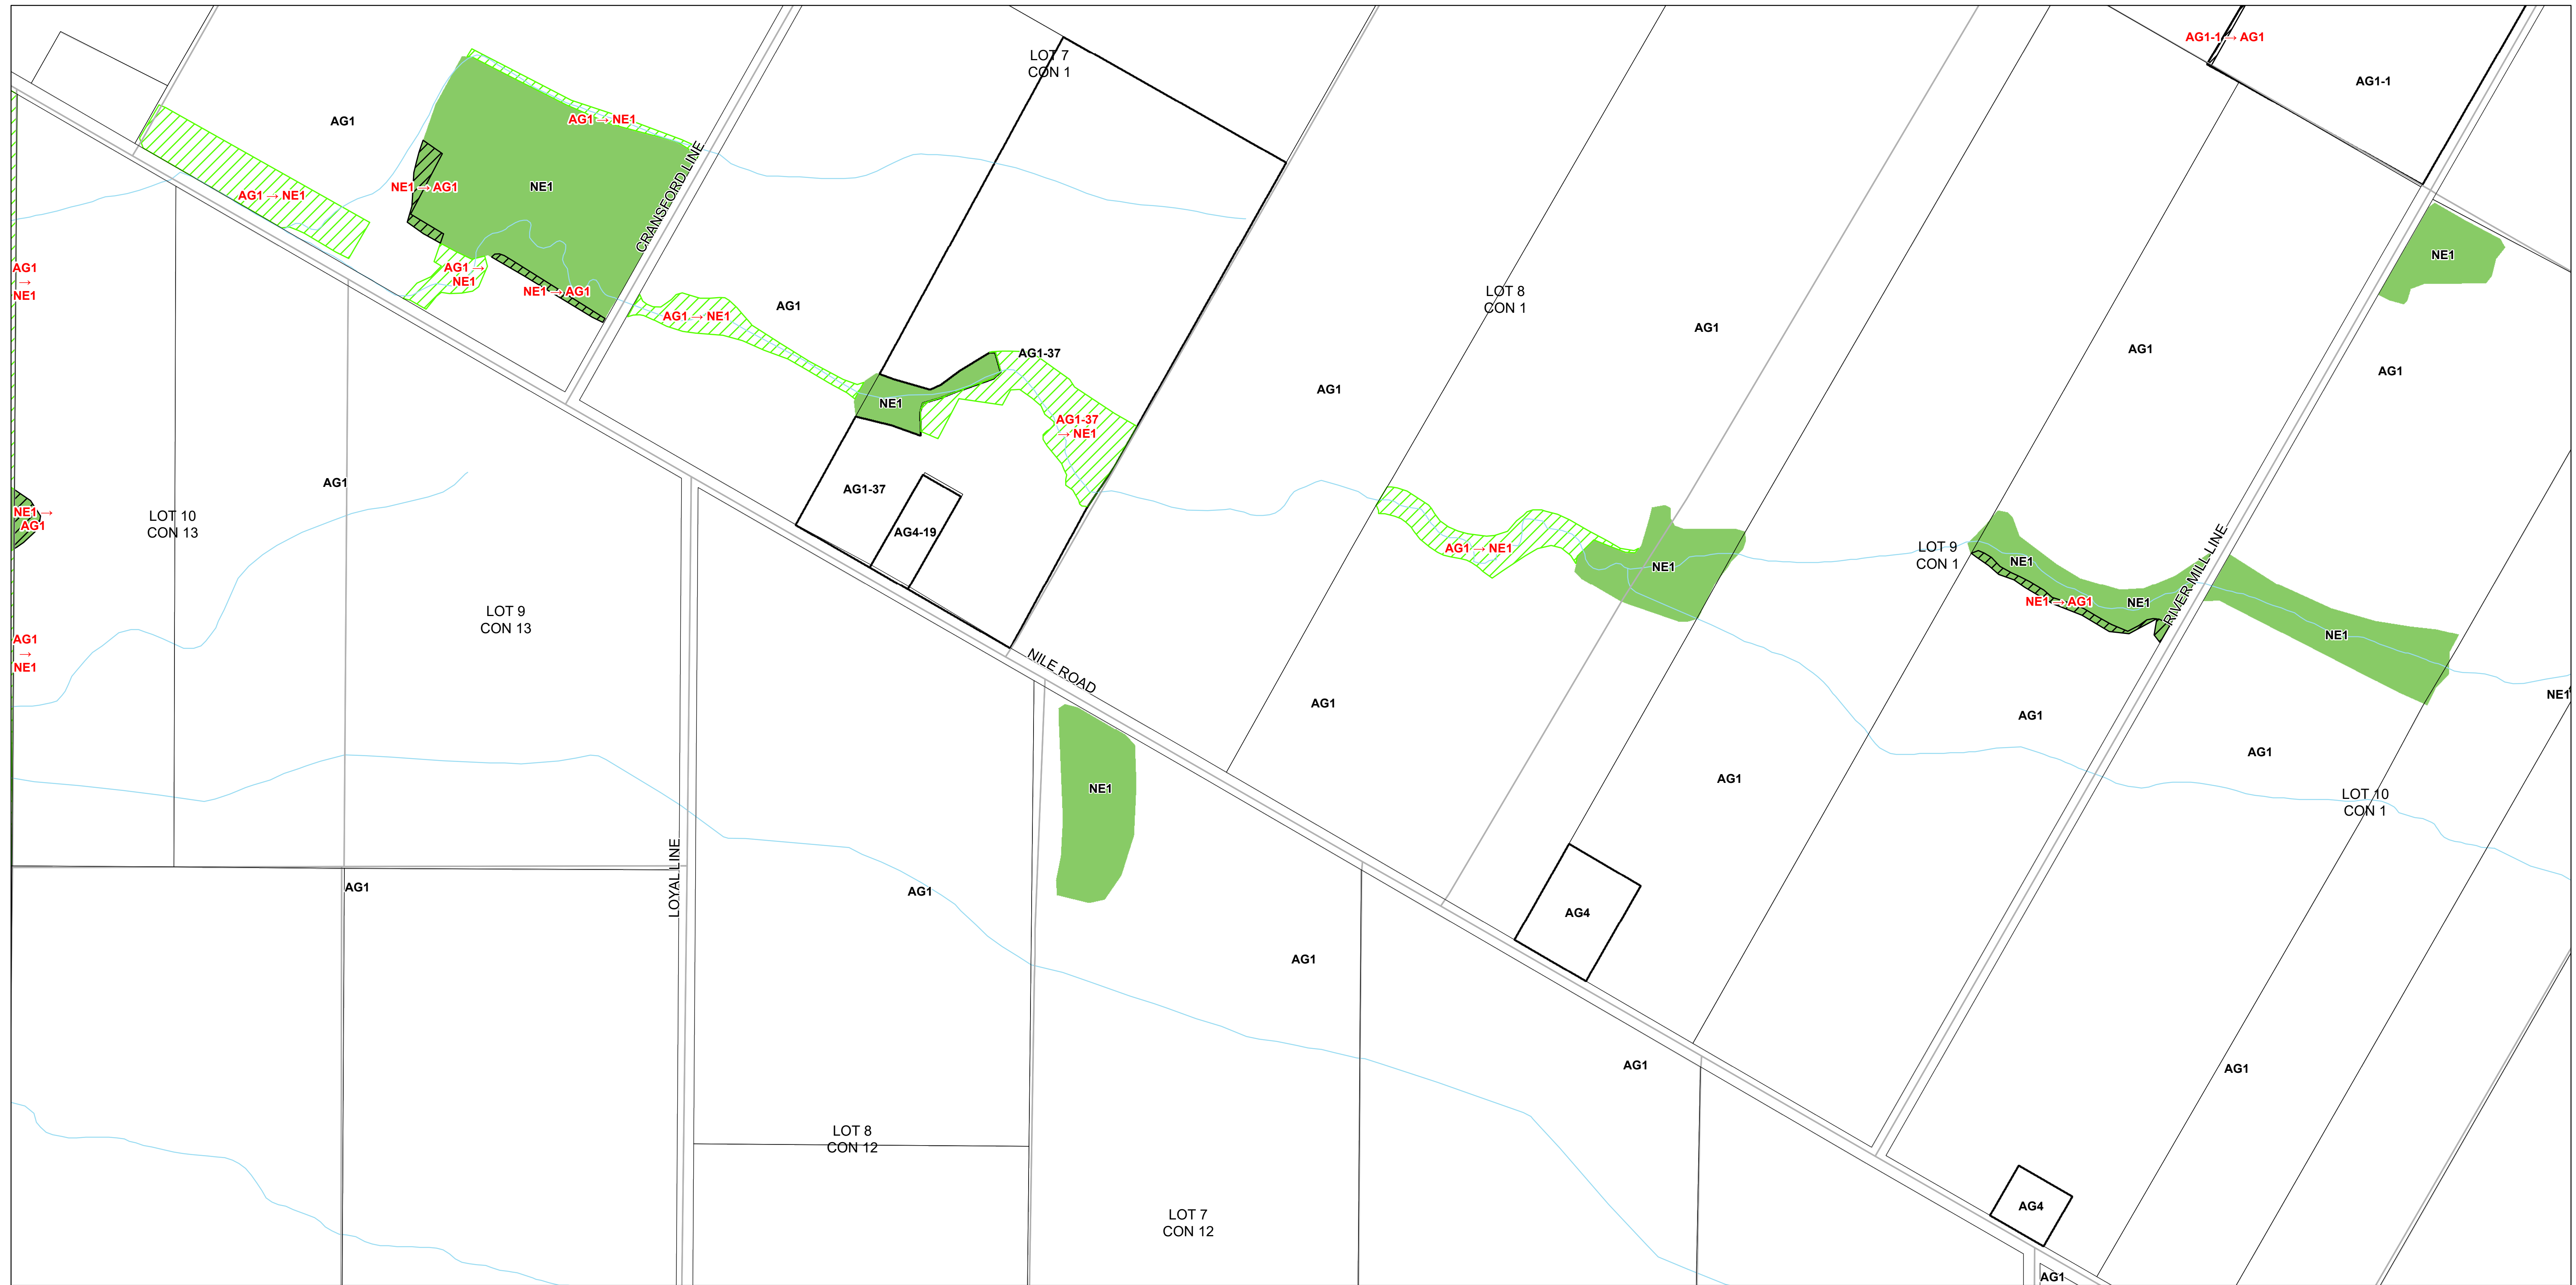 LOT 7
CON 1
AG1-1 → AG1
AG1-1
AG1
AG1 → NE1
NE1 → AG1
NE1
AG1 → NE1
CRANSFORD LINE
AG1
→
NE1
AG1 →
NE1
NE1 → AG1
AG1 → NE1
AG1
LOT 8
CON 1
AG1
AG1
AG1
NE1
AG1
AG1-37
NE1
AG1-37
→ NE1
AG1
AG1-37
AG4-19
NE1 →
AG1
LOT 10
CON 13
AG1 → NE1
NE1
LOT 9
CON 1
NE1
NE1 → AG1
NE1
RIVER MILL LINE
NE1
LOT 9
CON 13
AG1
→
NE1
NILE ROAD
AG1
AG1
AG1
NE1
AG1
NE1
LOT 10
CON 1
LOYAL LINE
AG1
AG1
AG4
AG1
AG1
AG1
LOT 8
CON 12
LOT 7
CON 12
AG4
AG1